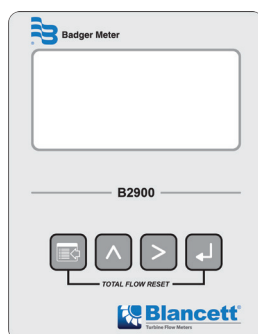 Badger Meter
B2900
TOTAL FLOW RESET
Blancett®
Turbine Flow Meters